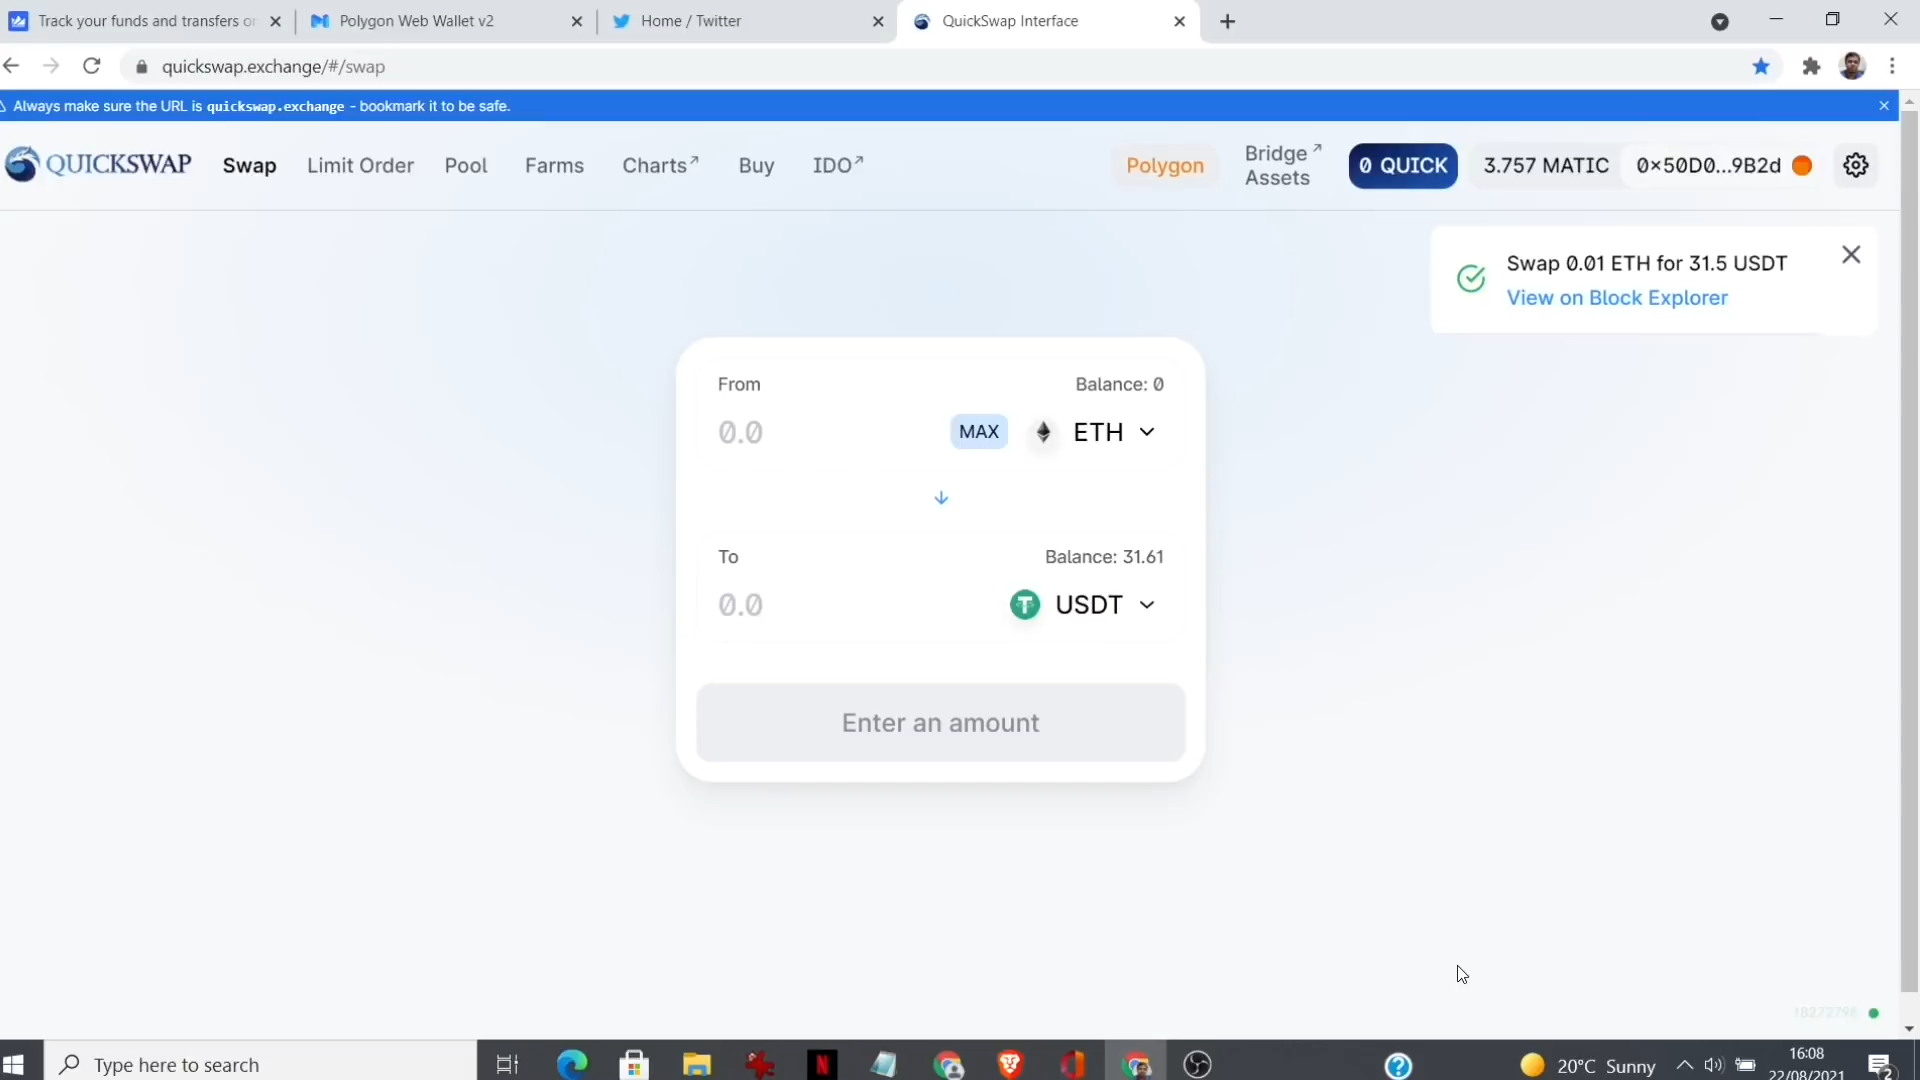 Track your funds and transfers or
Polygon Web Wallet v2
Home / Twitter
QuickSwap Interface
quickswap.exchange/#/swap
Always make sure the URL is quickswap.exchange - bookmark it to be safe.
QUICKSWAP
Swap
Limit Order
Pool
Farms
Charts↗
Buy
IDO↗
Polygon
Bridge↗
Assets
0 QUICK
3.757 MATIC
0x50D0...9B2d
Swap 0.01 ETH for 31.5 USDT
View on Block Explorer
From
Balance: 0
0.0
MAX
ETH
To
Balance: 31.61
0.0
USDT
Enter an amount
18272798
Type here to search
20°C Sunny
16:08
22/08/2021
2